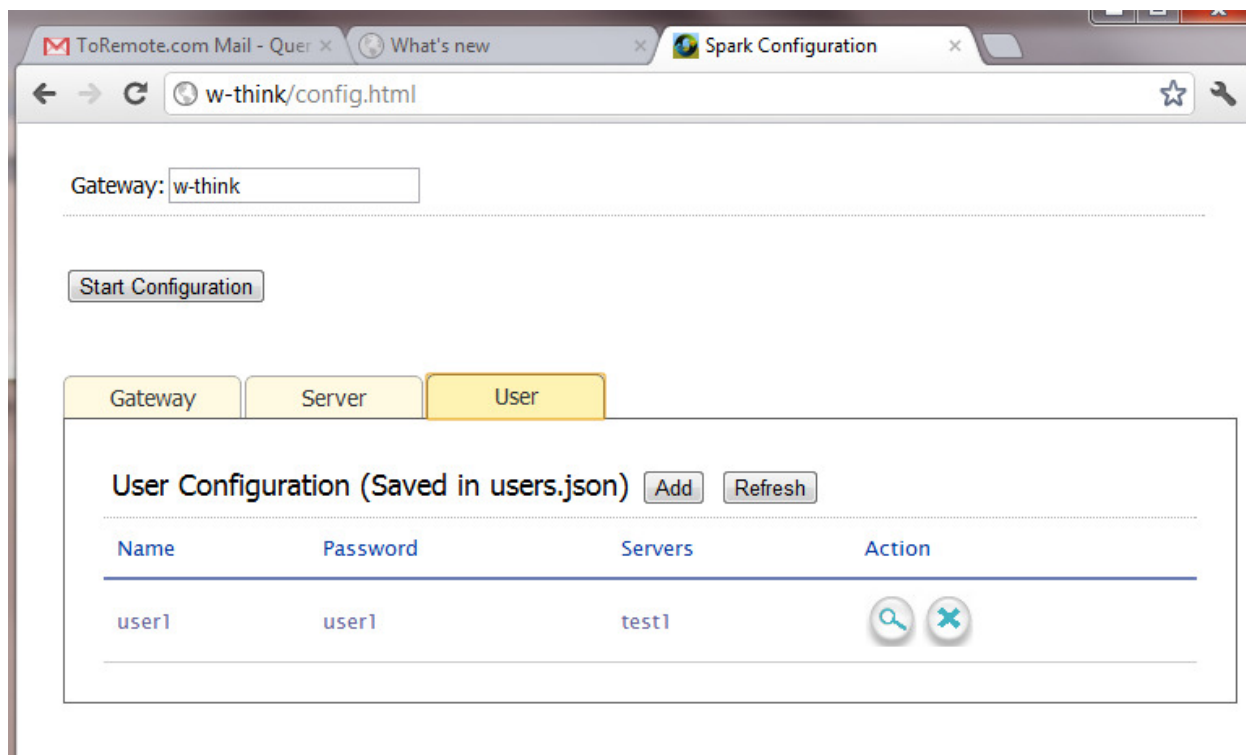 ToRemote.com Mail - Quer
What's new
Spark Configuration
w-think/config.html
Gateway: w-think
Start Configuration
Gateway Server User
User Configuration (Saved in users.json) Add Refresh
Name Password Servers Action
user1 user1 test1